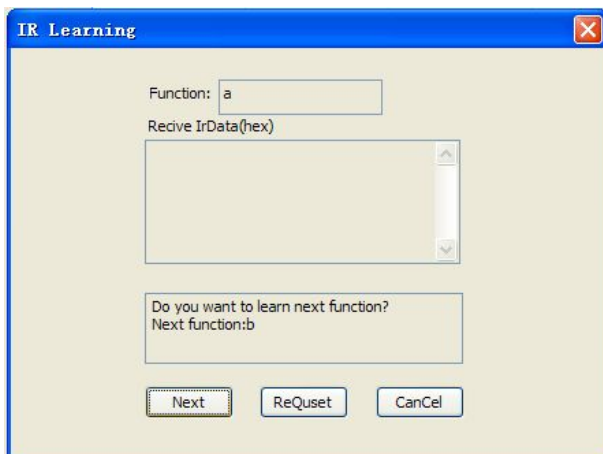 IR Learning
Function: a
Recive IrData(hex)
Do you want to learn next function?
Next function:b
Next ReQuset CanCel